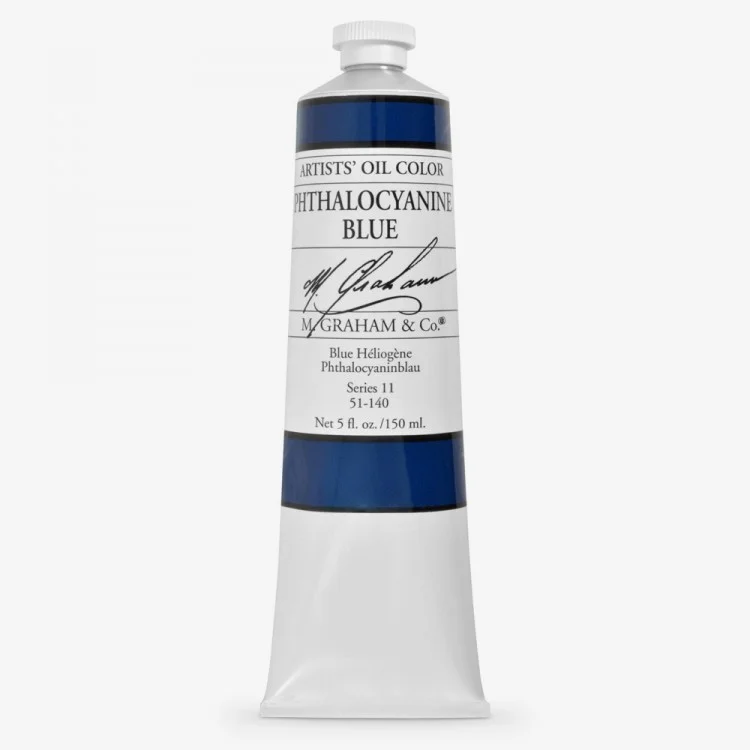 ARTISTS' OIL COLOR
PHTHALOCYANINE
BLUE
M. Graham
M. GRAHAM & Co.®
Blue Héliogène
Phthalocyaninblau
Series 11
51-140
Net 5 fl. oz./150 ml.